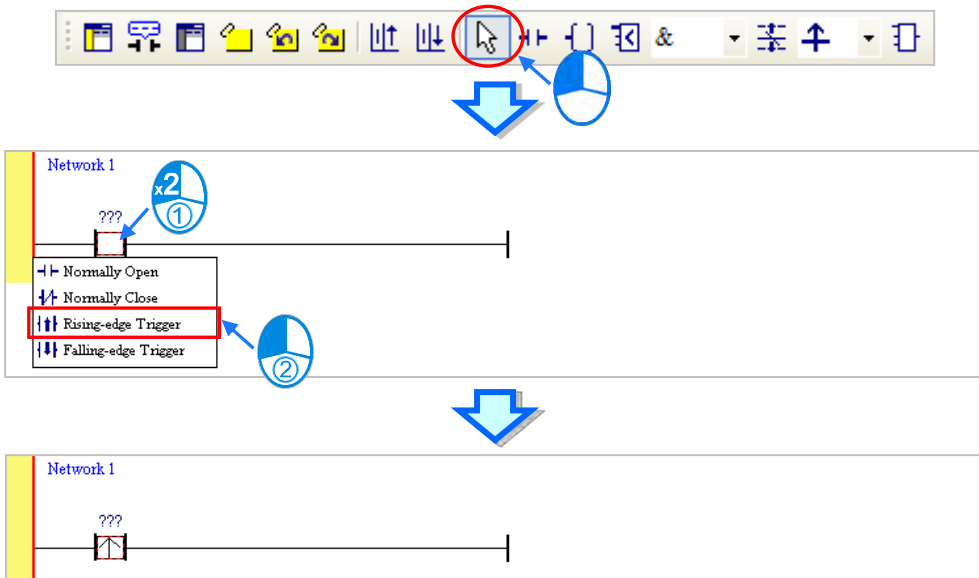 &
Network 1
x2
①
???
Normally Open
Normally Close
Rising-edge Trigger
Falling-edge Trigger
②
Network 1
???